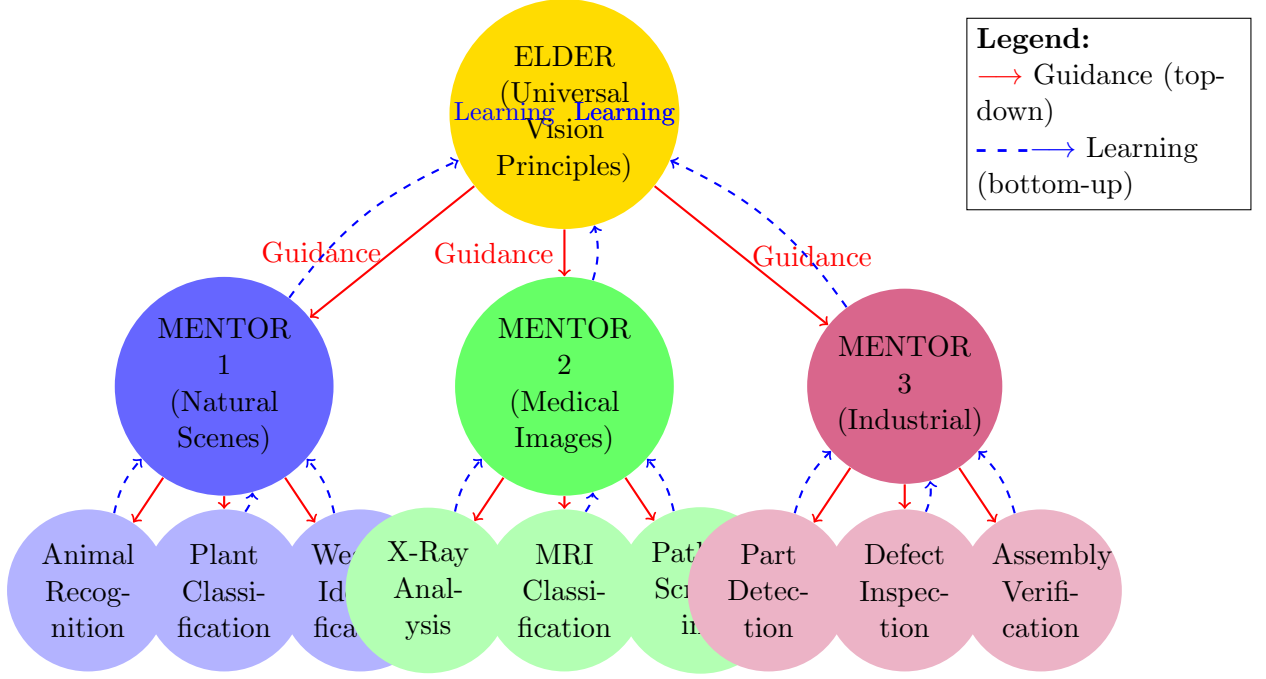 ELDER
(Universal
Vision
Principles)
Learning
Learning
Legend:
Guidance (top-
down)
Learning
(bottom-up)
Guidance
Guidance
Guidance
MENTOR
1
(Natural
Scenes)
MENTOR
2
(Medical
Images)
MENTOR
3
(Industrial)
Animal
Recog-
nition
Plant
Classi-
fication
X-Ray
Anal-
ysis
MRI
Classi-
fication
Part
Detec-
tion
Defect
Inspec-
tion
Assembly
Verifi-
cation